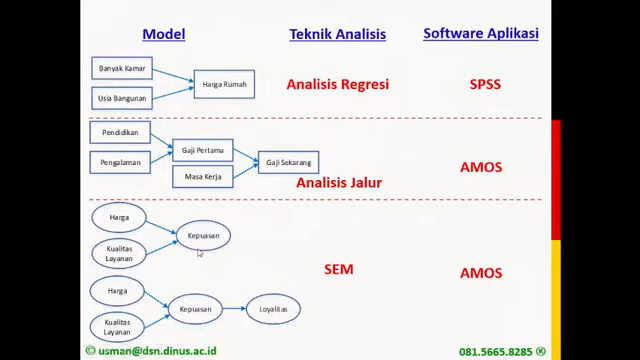 Model
Teknik Analisis
Software Aplikasi
Banyak Kamar
Usia Bangunan
Harga Rumah
Analisis Regresi
SPSS
Pendidikan
Pengalaman
Gaji Pertama
Masa Kerja
Gaji Sekarang
Analisis Jalur
AMOS
Harga
Kualitas
Layanan
Kepuasan
Harga
Kualitas
Layanan
Kepuasan
Loyalitas
SEM
AMOS
© usman@dsn.dinus.ac.id
081.5665.8285 ®